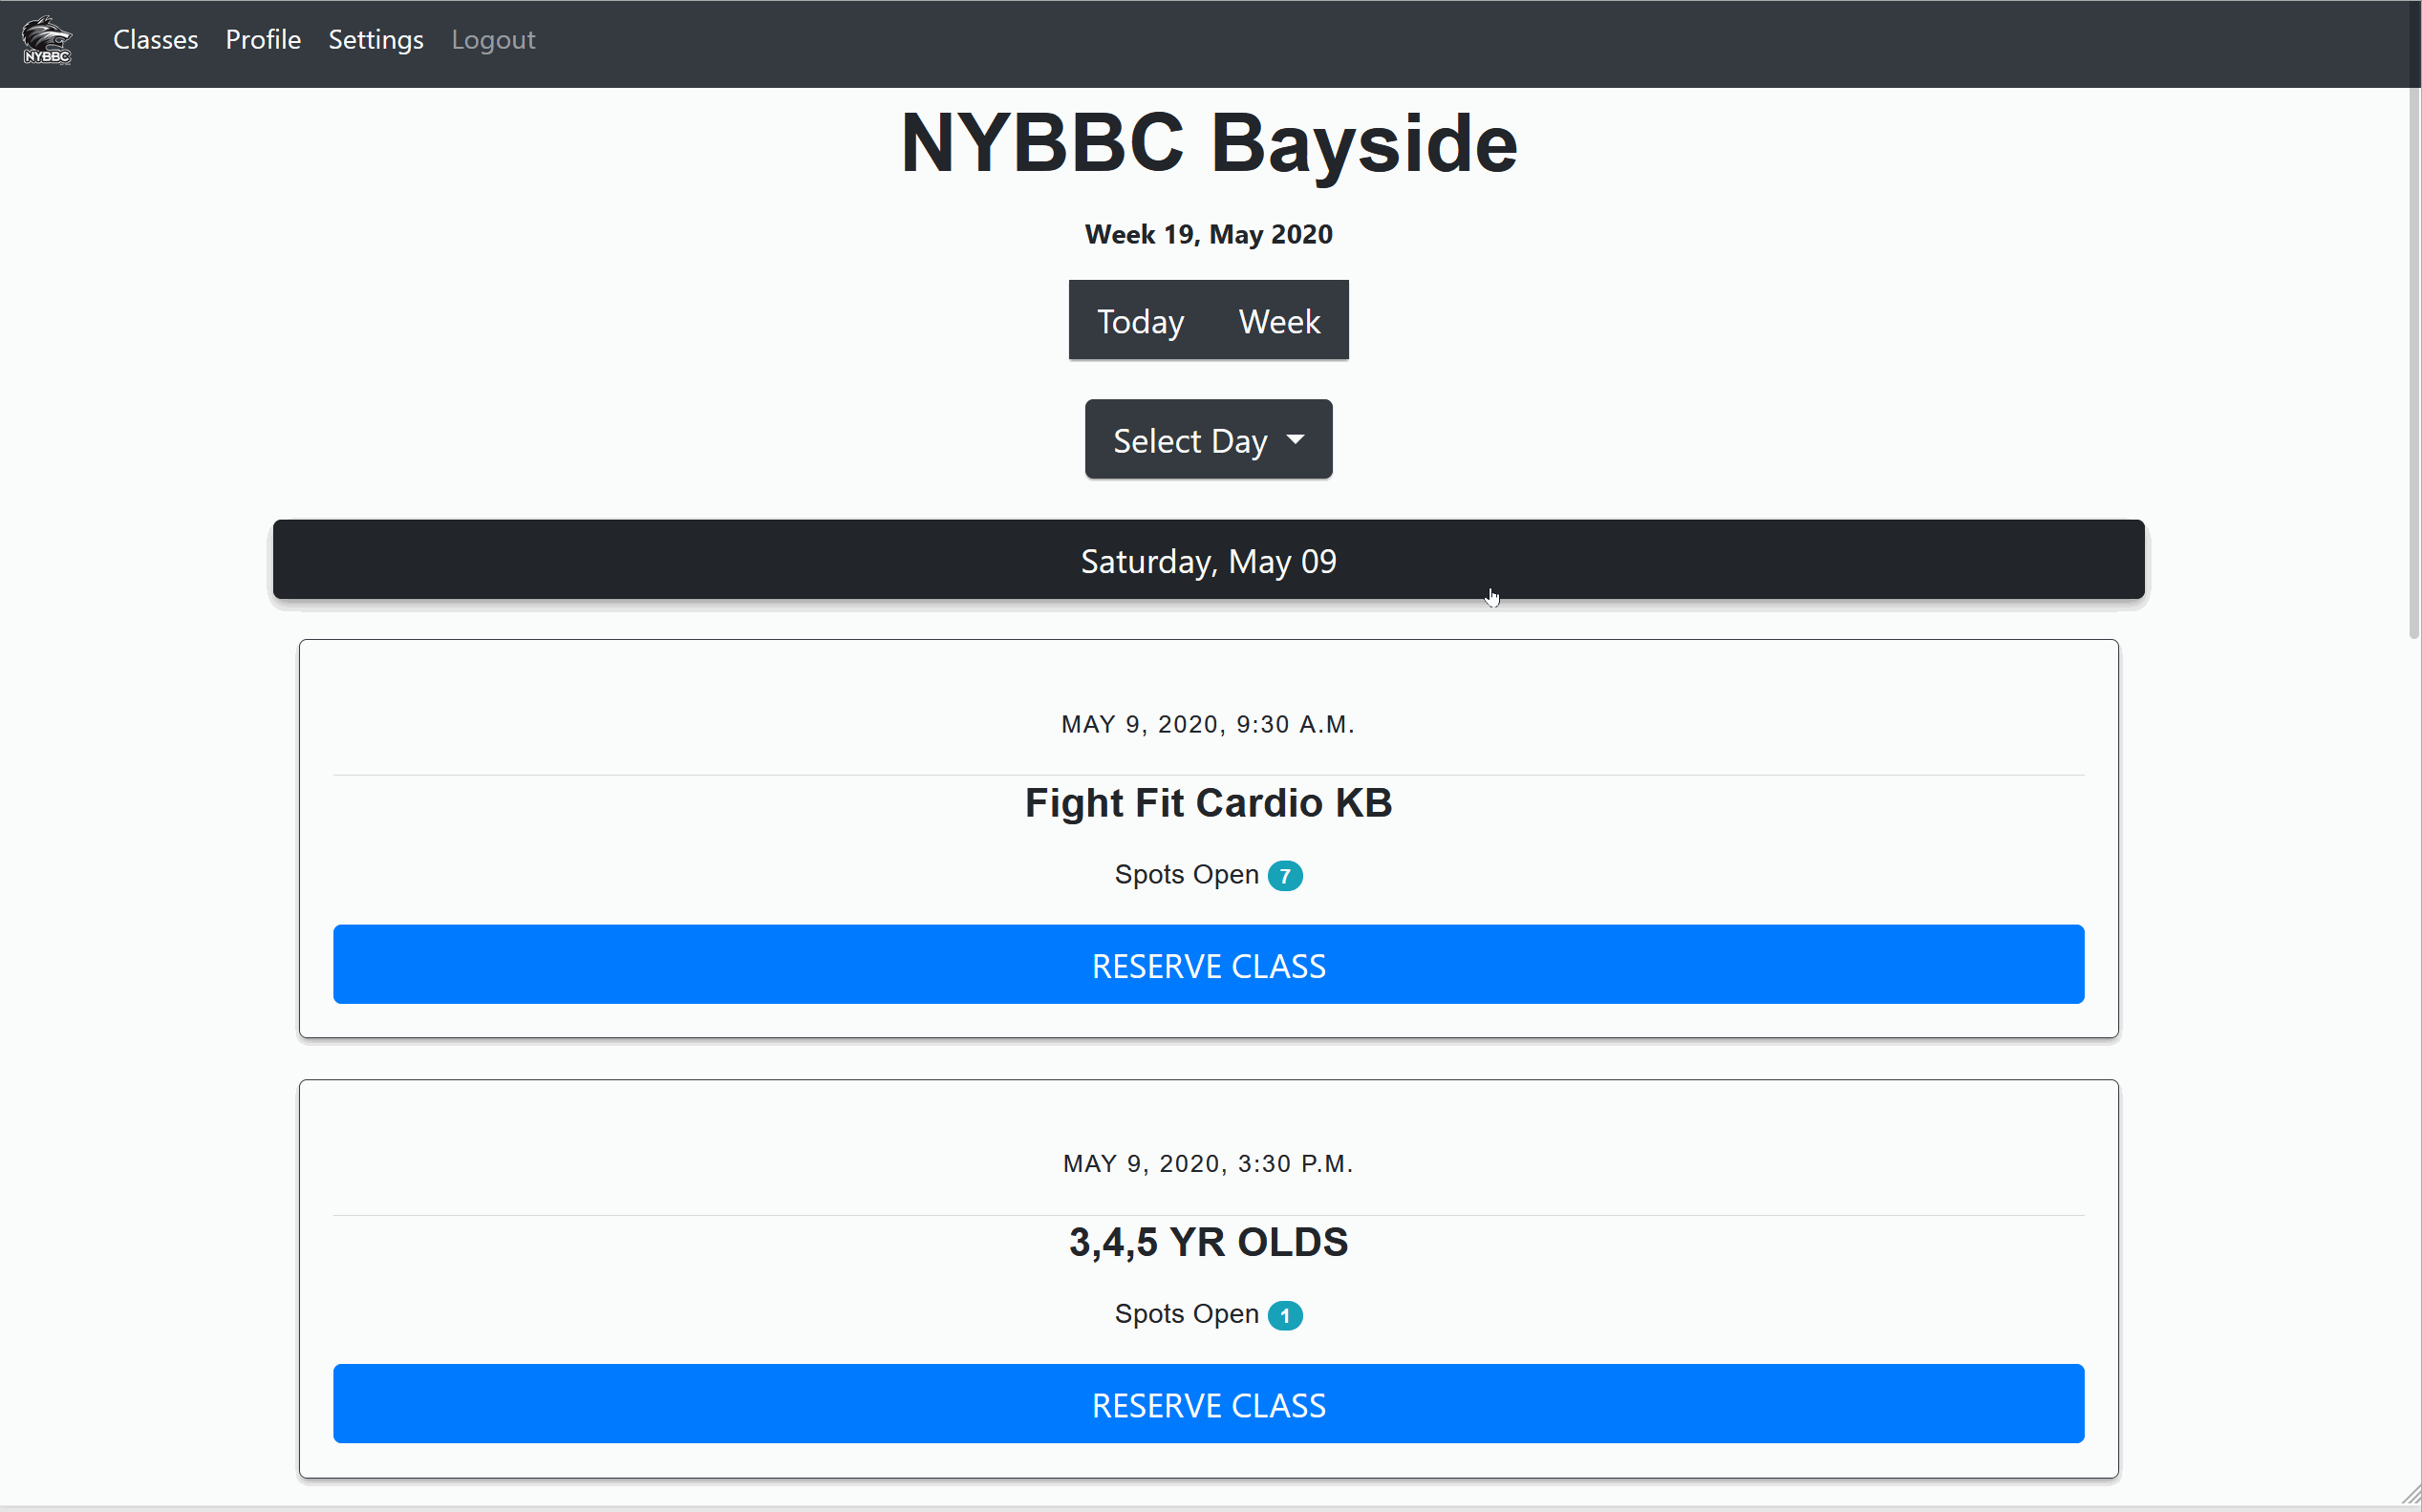 NYBBC
Classes Profile Settings Logout
NYBBC Bayside
Week 19, May 2020
Today Week
Select Day
Saturday, May 09
MAY 9, 2020, 9:30 A.M.
Fight Fit Cardio KB
Spots Open 7
RESERVE CLASS
MAY 9, 2020, 3:30 P.M.
3,4,5 YR OLDS
Spots Open 1
RESERVE CLASS